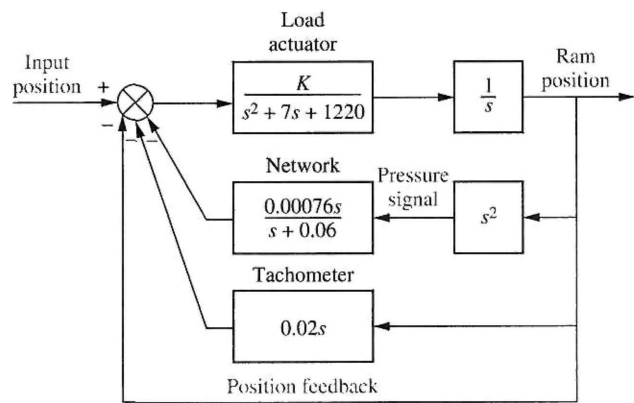 Load
actuator
Input
position
+
K
s² + 7s + 1220
1
s
Ram
position
−
− −
Network
0.00076s
s + 0.06
Pressure
signal
s²
Tachometer
0.02s
Position feedback